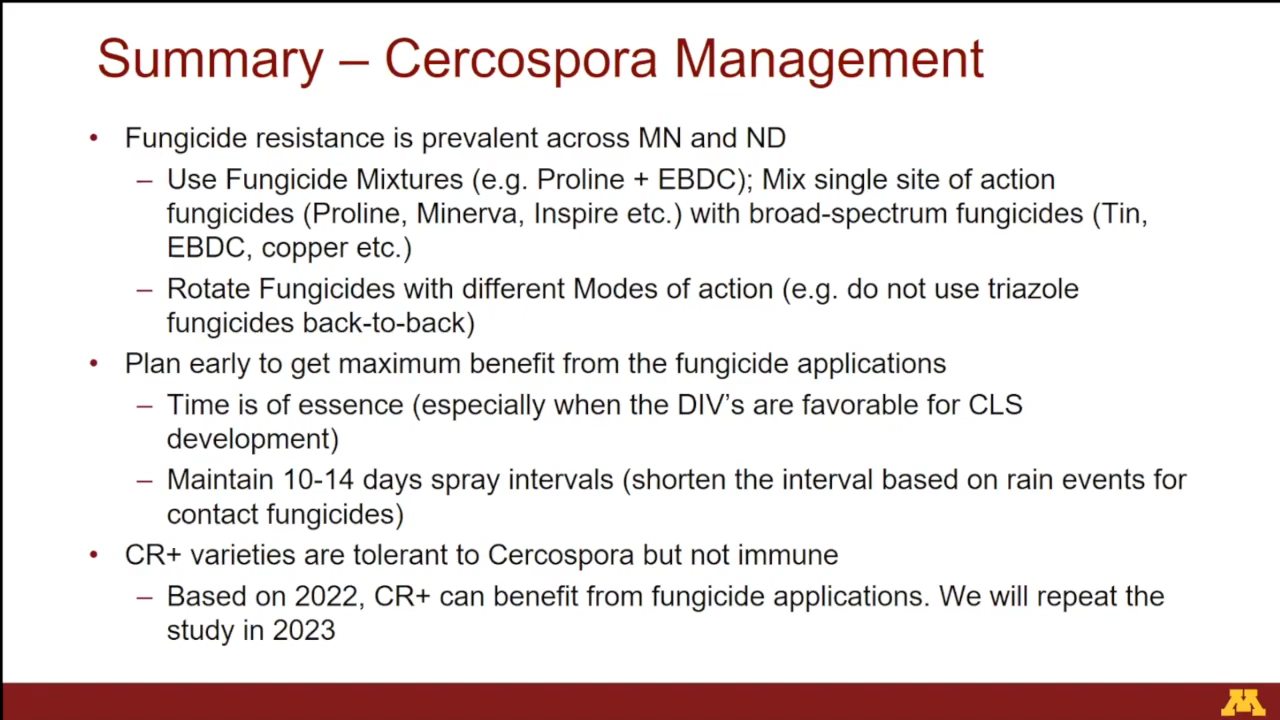 Summary – Cercospora Management
• Fungicide resistance is prevalent across MN and ND
– Use Fungicide Mixtures (e.g. Proline + EBDC); Mix single site of action
fungicides (Proline, Minerva, Inspire etc.) with broad-spectrum fungicides (Tin,
EBDC, copper etc.)
– Rotate Fungicides with different Modes of action (e.g. do not use triazole
fungicides back-to-back)
• Plan early to get maximum benefit from the fungicide applications
– Time is of essence (especially when the DIV’s are favorable for CLS
development)
– Maintain 10-14 days spray intervals (shorten the interval based on rain events for
contact fungicides)
• CR+ varieties are tolerant to Cercospora but not immune
– Based on 2022, CR+ can benefit from fungicide applications. We will repeat the
study in 2023
M